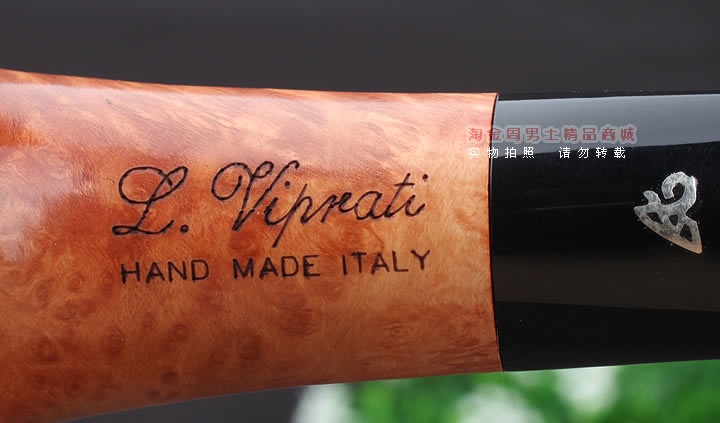 淘金周男士精品商城
实物拍照 请勿转载
L. Viprati
HAND MADE ITALY